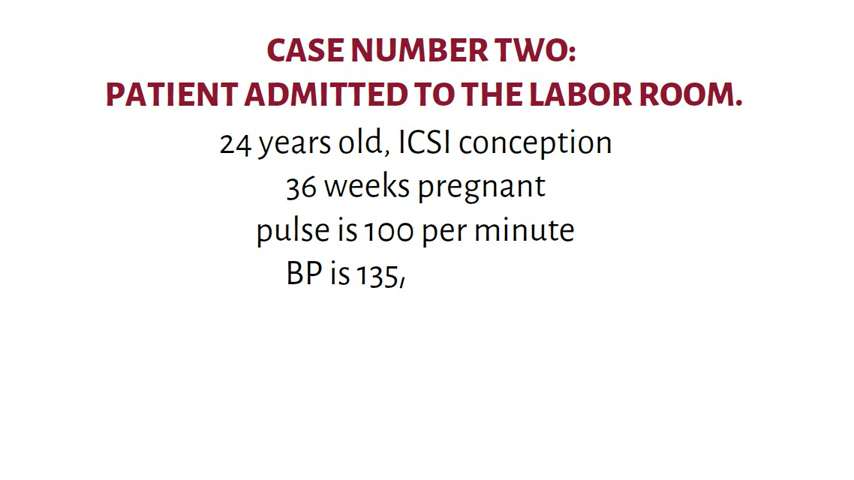 CASE NUMBER TWO:
PATIENT ADMITTED TO THE LABOR ROOM.
24 years old, ICSI conception
36 weeks pregnant
pulse is 100 per minute
BP is 135,